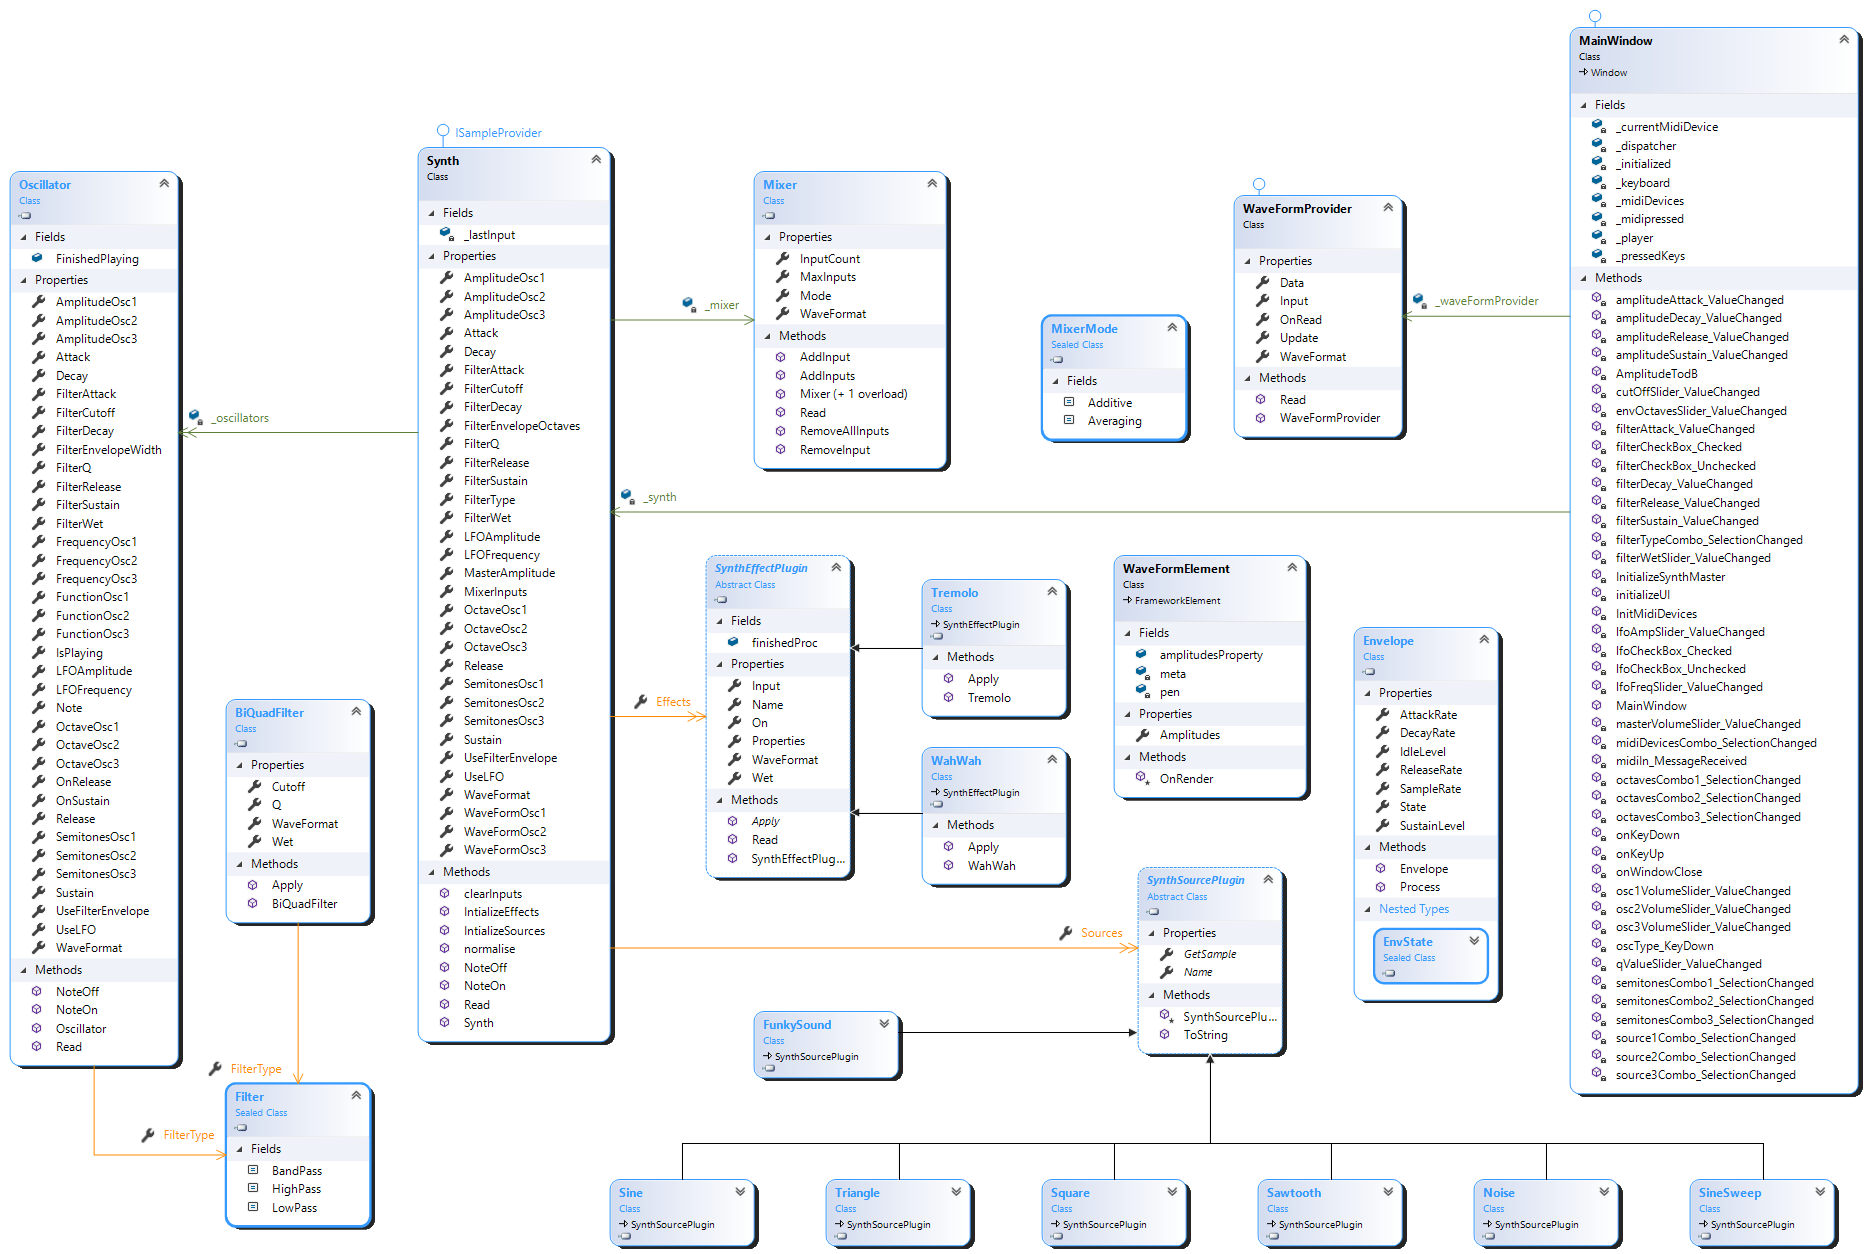 Oscillator
Class
Fields
FinishedPlaying
Properties
AmplitudeOsc1
AmplitudeOsc2
AmplitudeOsc3
Attack
Decay
FilterAttack
FilterCutoff
FilterDecay
FilterEnvelopeWidth
FilterQ
FilterRelease
FilterSustain
FilterWet
FrequencyOsc1
FrequencyOsc2
FrequencyOsc3
FunctionOsc1
FunctionOsc2
FunctionOsc3
IsPlaying
LFOAmplitude
LFOFrequency
Note
OctaveOsc1
OctaveOsc2
OctaveOsc3
OnRelease
OnSustain
Release
SemitonesOsc1
SemitonesOsc2
SemitonesOsc3
Sustain
UseFilterEnvelope
UseLFO
WaveFormat
Methods
NoteOff
NoteOn
Oscillator
Read
_oscillators
BiQuadFilter
Class
Properties
Cutoff
Q
WaveFormat
Wet
Methods
Apply
BiQuadFilter
FilterType
FilterType
Filter
Sealed Class
Fields
BandPass
HighPass
LowPass
ISampleProvider
Synth
Class
Fields
_lastInput
Properties
AmplitudeOsc1
AmplitudeOsc2
AmplitudeOsc3
Attack
Decay
FilterAttack
FilterCutoff
FilterDecay
FilterEnvelopeOctaves
FilterQ
FilterRelease
FilterSustain
FilterType
FilterWet
LFOAmplitude
LFOFrequency
MasterAmplitude
MixerInputs
OctaveOsc1
OctaveOsc2
OctaveOsc3
Release
SemitonesOsc1
SemitonesOsc2
SemitonesOsc3
Sustain
UseFilterEnvelope
UseLFO
WaveFormat
WaveFormOsc1
WaveFormOsc2
WaveFormOsc3
Methods
clearInputs
IntializeEffects
IntializeSources
normalise
NoteOff
NoteOn
Read
Synth
_mixer
Mixer
Class
Properties
InputCount
MaxInputs
Mode
WaveFormat
Methods
AddInput
AddInputs
Mixer (+ 1 overload)
Read
RemoveAllInputs
RemoveInput
_synth
MixerMode
Sealed Class
Fields
Additive
Averaging
WaveFormProvider
Class
Properties
Data
Input
OnRead
Update
WaveFormat
Methods
Read
WaveFormProvider
_waveFormProvider
Effects
SynthEffectPlugin
Abstract Class
Fields
finishedProc
Properties
Input
Name
On
Properties
WaveFormat
Wet
Methods
Apply
Read
SynthEffectPlug...
Tremolo
Class
SynthEffectPlugin
Methods
Apply
Tremolo
WahWah
Class
SynthEffectPlugin
Methods
Apply
WahWah
WaveFormElement
Class
FrameworkElement
Fields
amplitudesProperty
meta
pen
Properties
Amplitudes
Methods
OnRender
Sources
SynthSourcePlugin
Abstract Class
Properties
GetSample
Name
Methods
SynthSourcePlu...
ToString
FunkySound
Class
SynthSourcePlugin
Envelope
Class
Properties
AttackRate
DecayRate
IdleLevel
ReleaseRate
SampleRate
State
SustainLevel
Methods
Envelope
Process
Nested Types
EnvState
Sealed Class
MainWindow
Class
Window
Fields
_currentMidiDevice
_dispatcher
_initialized
_keyboard
_midiDevices
_midipressed
_player
_pressedKeys
Methods
amplitudeAttack_ValueChanged
amplitudeDecay_ValueChanged
amplitudeRelease_ValueChanged
amplitudeSustain_ValueChanged
AmplitudeTodB
cutOffSlider_ValueChanged
envOctavesSlider_ValueChanged
filterAttack_ValueChanged
filterCheckBox_Checked
filterCheckBox_Unchecked
filterDecay_ValueChanged
filterRelease_ValueChanged
filterSustain_ValueChanged
filterTypeCombo_SelectionChanged
filterWetSlider_ValueChanged
InitializeSynthMaster
initializeUI
InitMidiDevices
lfoAmpSlider_ValueChanged
lfoCheckBox_Checked
lfoCheckBox_Unchecked
lfoFreqSlider_ValueChanged
MainWindow
masterVolumeSlider_ValueChanged
midiDevicesCombo_SelectionChanged
midiIn_MessageReceived
octavesCombo1_SelectionChanged
octavesCombo2_SelectionChanged
octavesCombo3_SelectionChanged
onKeyDown
onKeyUp
onWindowClose
osc1VolumeSlider_ValueChanged
osc2VolumeSlider_ValueChanged
osc3VolumeSlider_ValueChanged
oscType_KeyDown
qValueSlider_ValueChanged
semitonesCombo1_SelectionChanged
semitonesCombo2_SelectionChanged
semitonesCombo3_SelectionChanged
source1Combo_SelectionChanged
source2Combo_SelectionChanged
source3Combo_SelectionChanged
Sine
Class
SynthSourcePlugin
Triangle
Class
SynthSourcePlugin
Square
Class
SynthSourcePlugin
Sawtooth
Class
SynthSourcePlugin
Noise
Class
SynthSourcePlugin
SineSweep
Class
SynthSourcePlugin